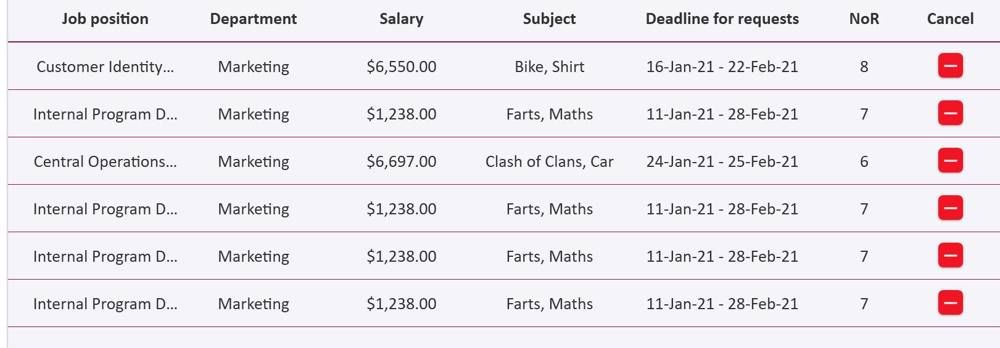 Job position Department Salary Subject Deadline for requests NoR Cancel
Customer Identity... Marketing $6,550.00 Bike, Shirt 16-Jan-21 - 22-Feb-21 8
Internal Program D... Marketing $1,238.00 Farts, Maths 11-Jan-21 - 28-Feb-21 7
Central Operations... Marketing $6,697.00 Clash of Clans, Car 24-Jan-21 - 25-Feb-21 6
Internal Program D... Marketing $1,238.00 Farts, Maths 11-Jan-21 - 28-Feb-21 7
Internal Program D... Marketing $1,238.00 Farts, Maths 11-Jan-21 - 28-Feb-21 7
Internal Program D... Marketing $1,238.00 Farts, Maths 11-Jan-21 - 28-Feb-21 7